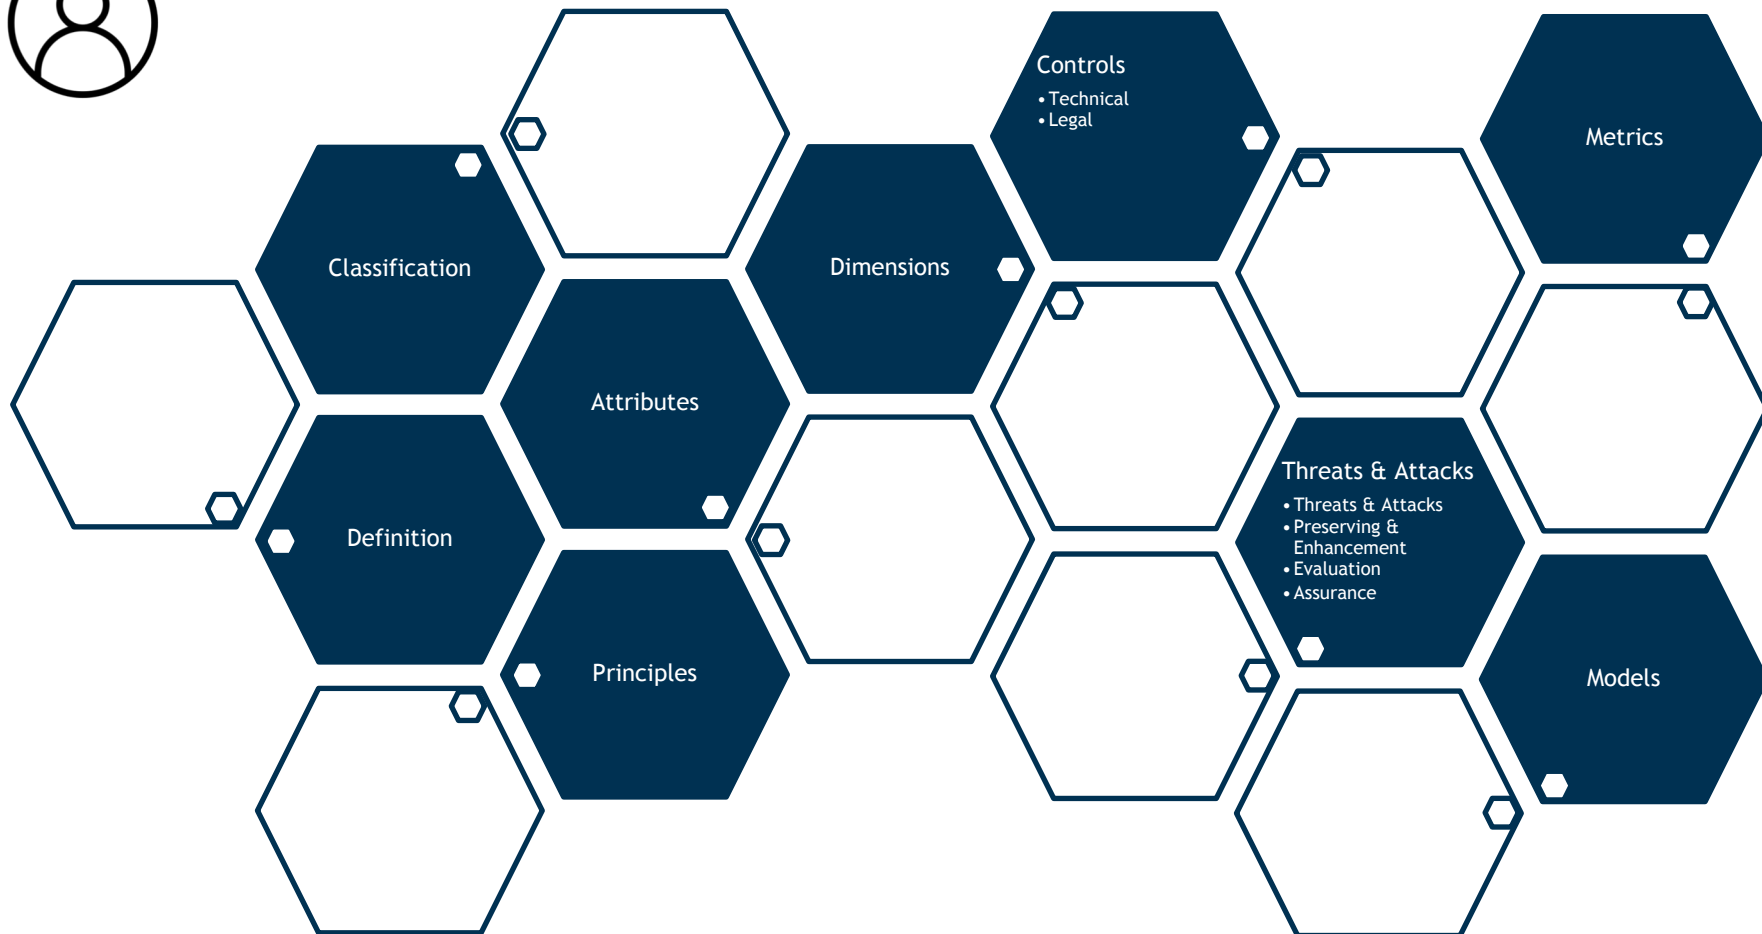 Controls
• Technical
• Legal
Metrics
Classification
Dimensions
Attributes
Definition
Threats & Attacks
• Threats & Attacks
• Preserving &
Enhancement
• Evaluation
• Assurance
Principles
Models